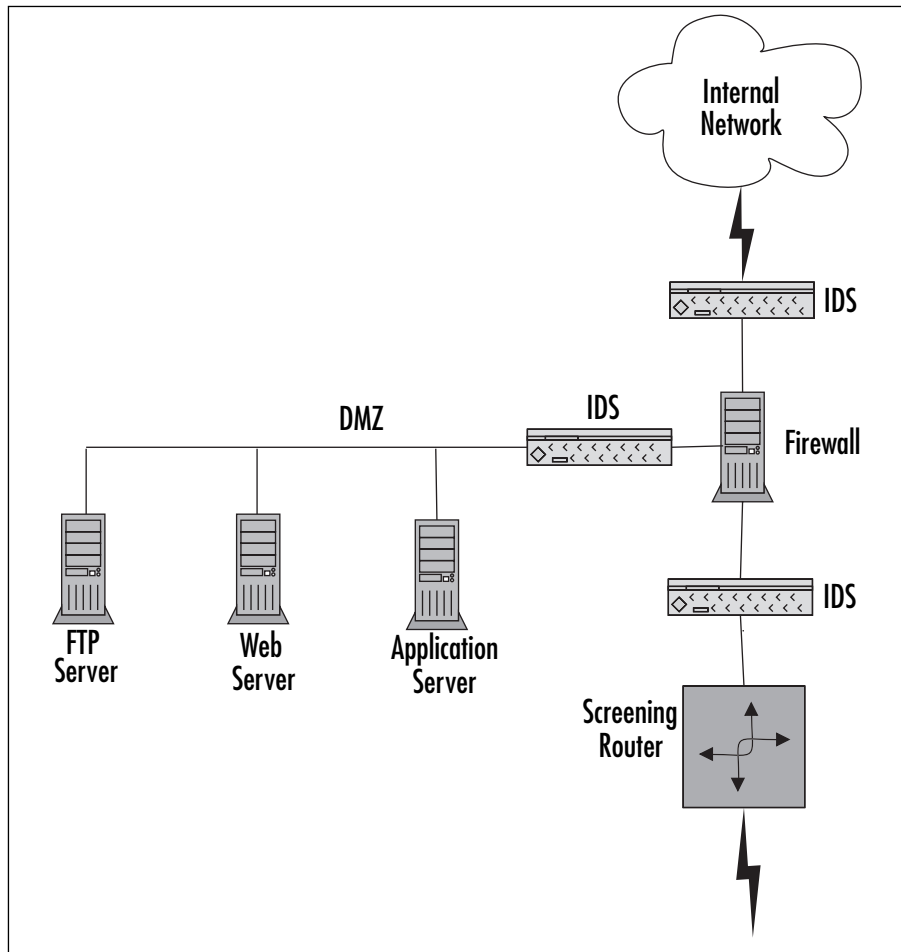 Internal
Network
IDS
DMZ
IDS
Firewall
IDS
FTP
Server
Web
Server
Application
Server
Screening
Router